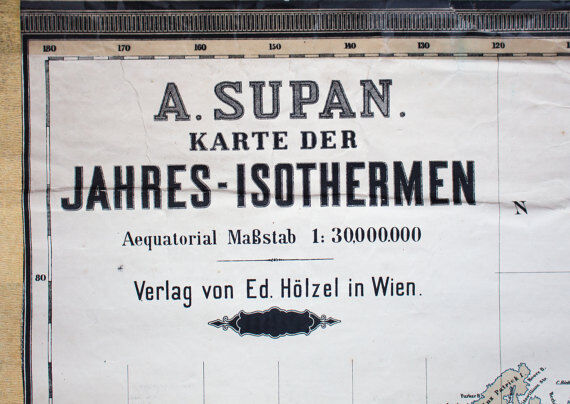 180 170 160 150 140 130 120
A. SUPAN.
KARTE DER
JAHRES-ISOTHERMEN
N
Aequatorial Maßstab 1: 30,000.000
80
Verlag von Ed. Hölzel in Wien.